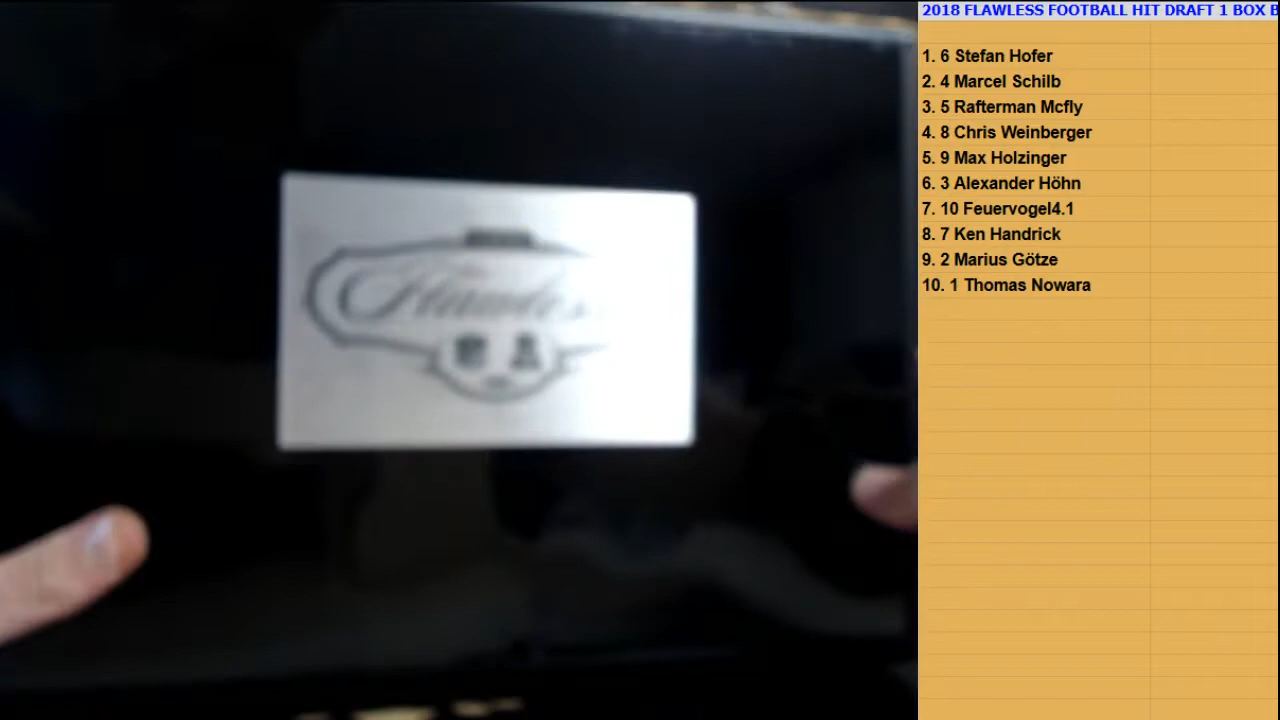 2018 FLAWLESS FOOTBALL HIT DRAFT 1 BOX B
1. 6 Stefan Hofer
2. 4 Marcel Schilb
3. 5 Rafterman Mcfly
4. 8 Chris Weinberger
5. 9 Max Holzinger
6. 3 Alexander Höhn
7. 10 Feuervogel4.1
8. 7 Ken Handrick
9. 2 Marius Götze
10. 1 Thomas Nowara